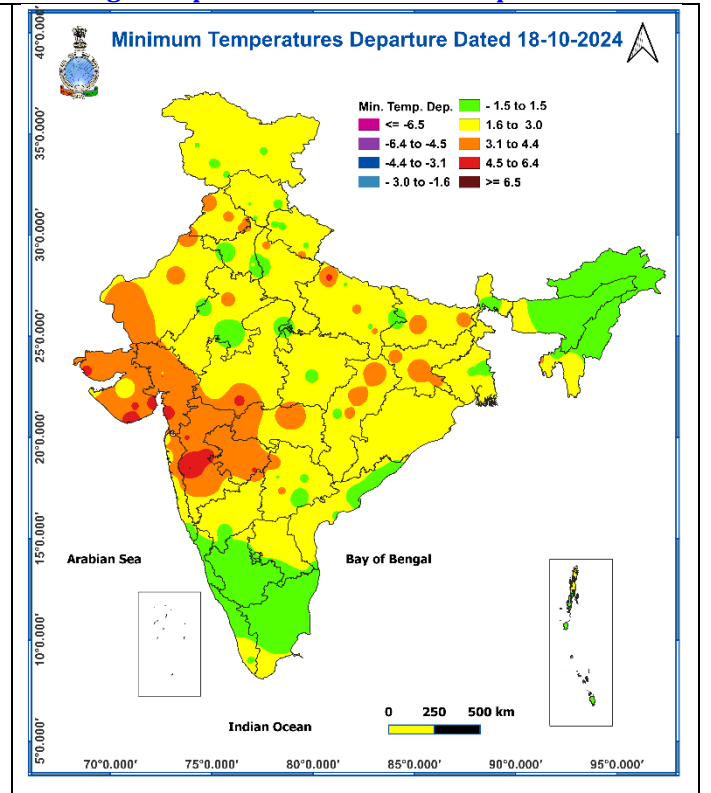 Minimum Temperatures Departure Dated 18-10-2024
Min. Temp. Dep.
<= -6.5
-6.4 to -4.5
-4.4 to -3.1
- 3.0 to -1.6
- 1.5 to 1.5
1.6 to 3.0
3.1 to 4.4
4.5 to 6.4
>= 6.5
40°0.000'
35°0.000'
30°0.000'
25°0.000'
20°0.000'
15°0.000'
10°0.000'
5°0.000'
Arabian Sea
Bay of Bengal
Indian Ocean
0 250 500 km
70°0.000' 75°0.000' 80°0.000' 85°0.000' 90°0.000' 95°0.000'